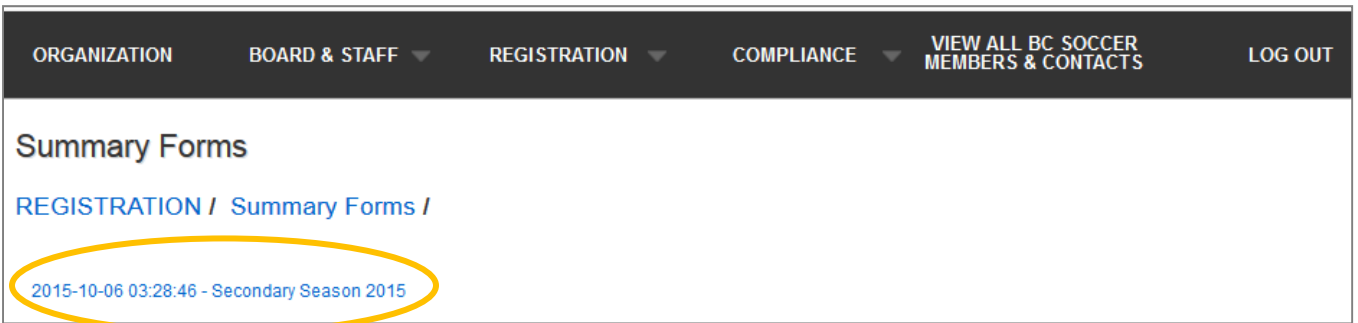 ORGANIZATION BOARD & STAFF REGISTRATION COMPLIANCE VIEW ALL BC SOCCER MEMBERS & CONTACTS LOG OUT
Summary Forms
REGISTRATION / Summary Forms /
2015-10-06 03:28:46 - Secondary Season 2015